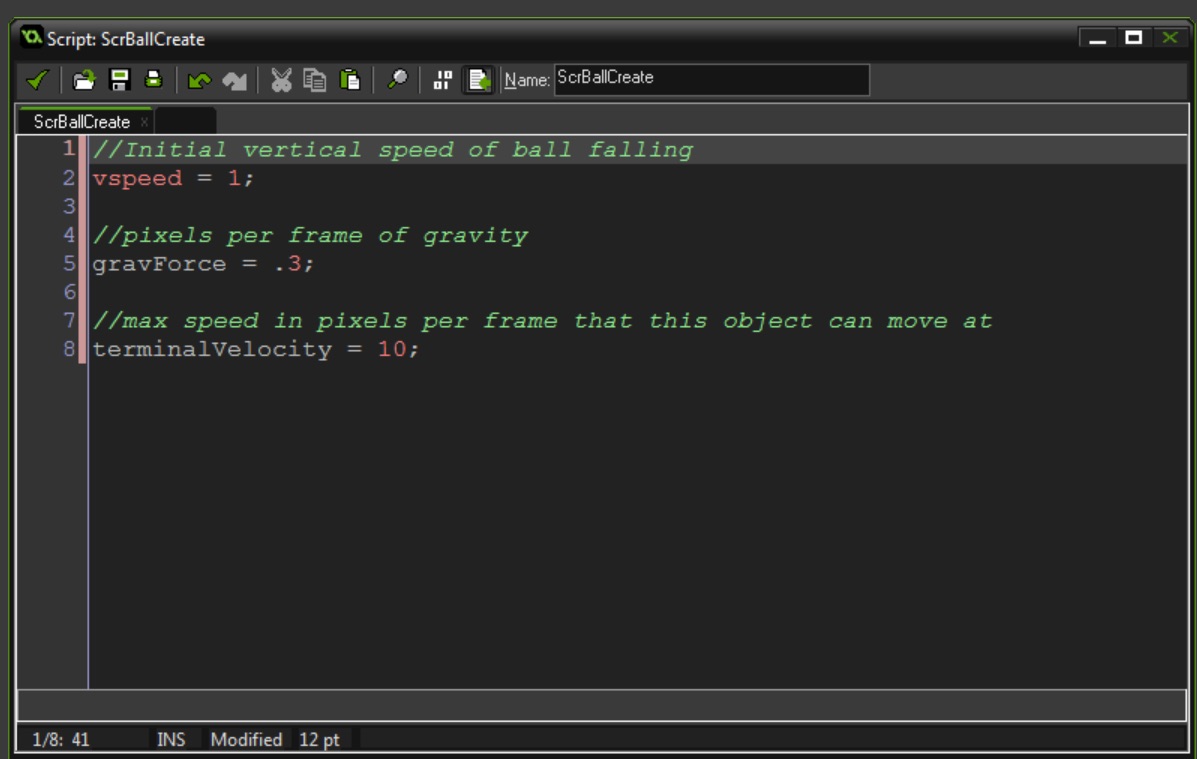 Script: ScrBallCreate
Name: ScrBallCreate
ScrBallCreate
1 //Initial vertical speed of ball falling
2 vspeed = 1;
3
4 //pixels per frame of gravity
5 gravForce = .3;
6
7 //max speed in pixels per frame that this object can move at
8 terminalVelocity = 10;
1/8: 41 INS Modified 12 pt